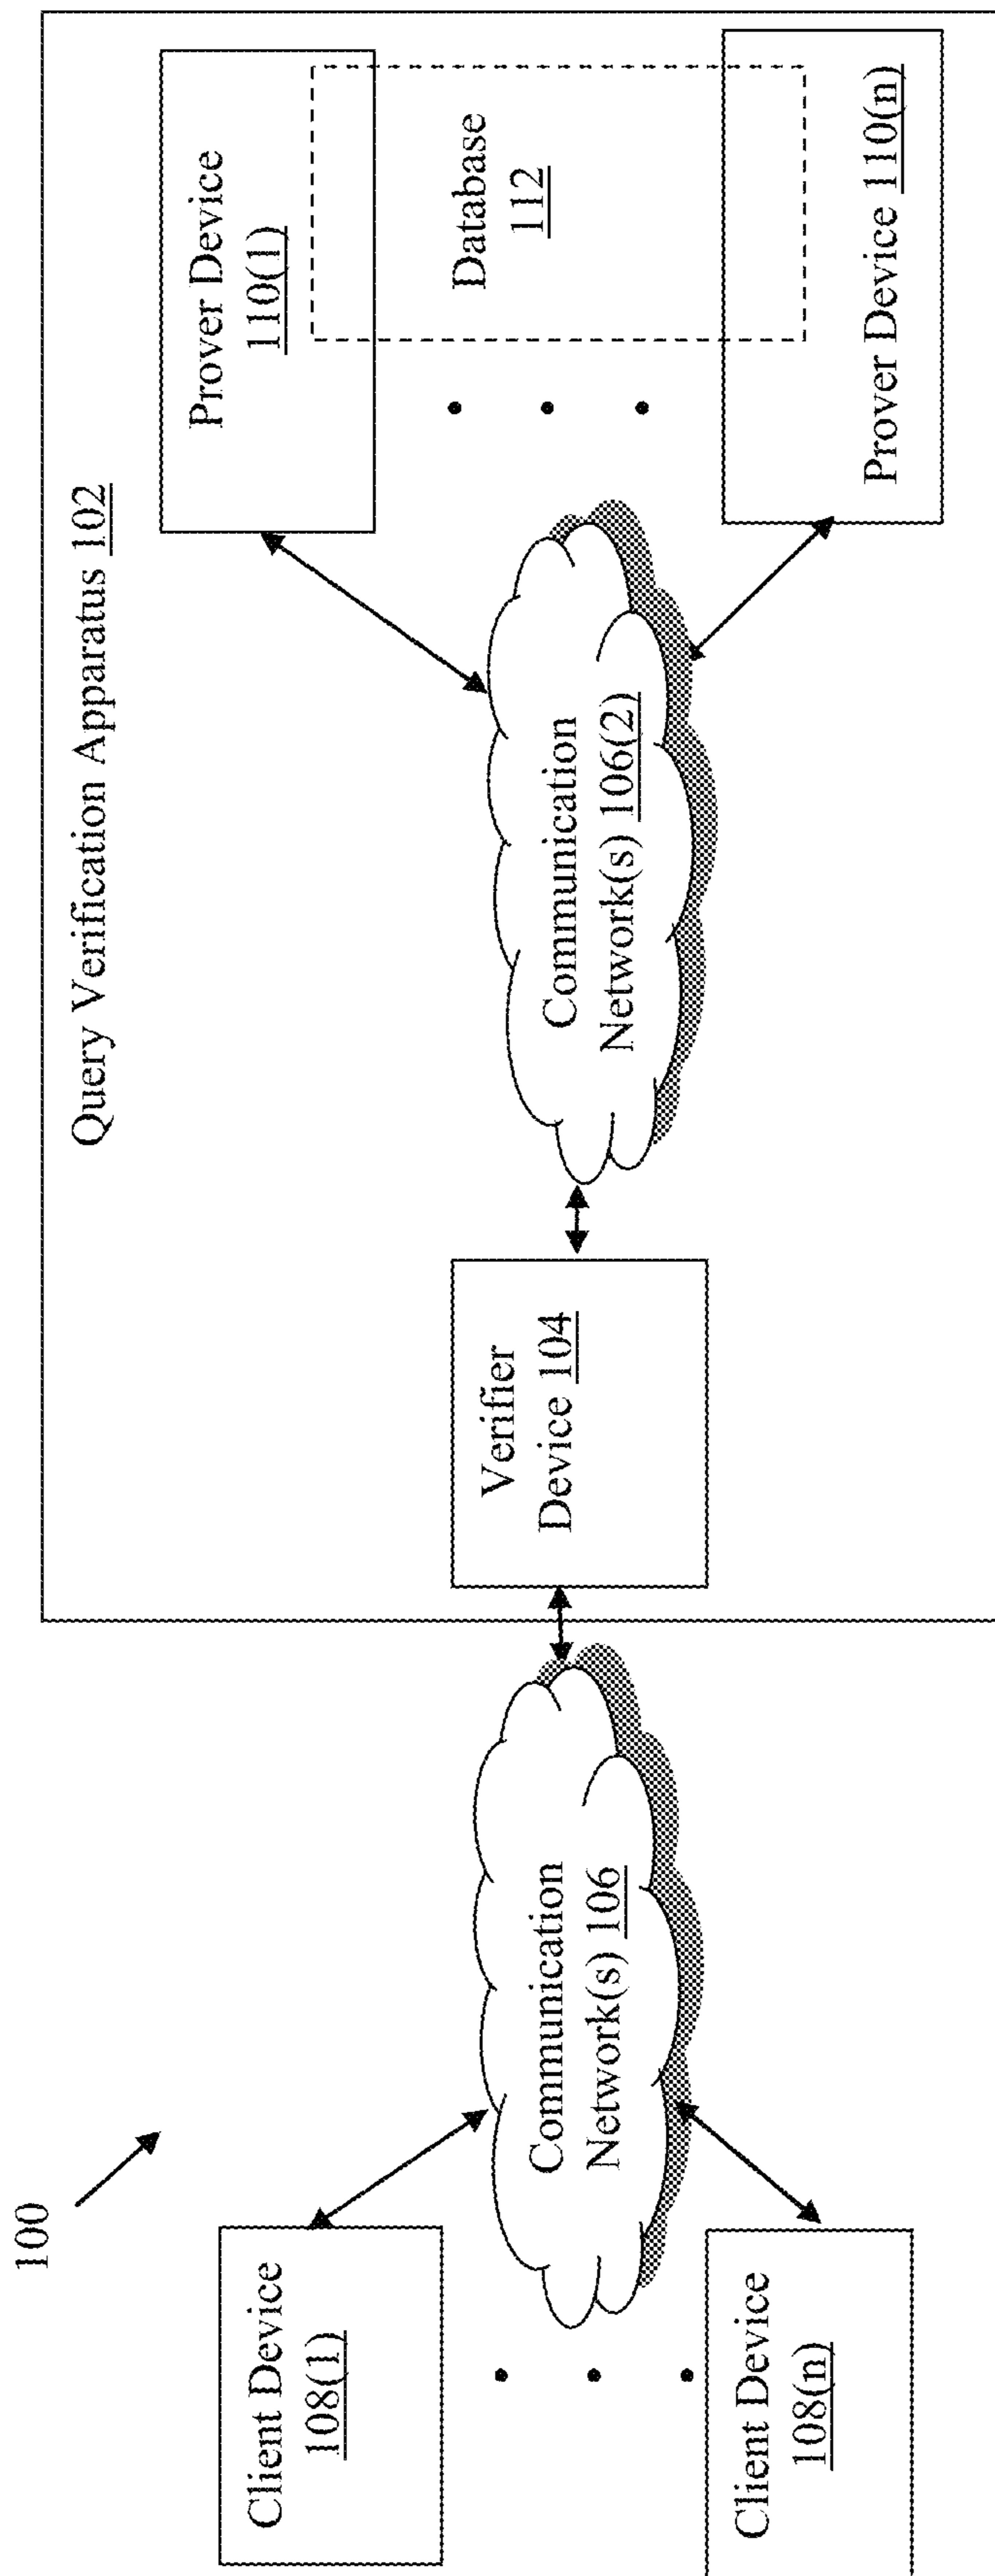 100
Query Verification Apparatus 102
Client Device
108(1)
Client Device
108(n)
Communication
Network(s) 106
Verifier
Device 104
Communication
Network(s) 106(2)
Prover Device
110(1)
Database
112
Prover Device 110(n)